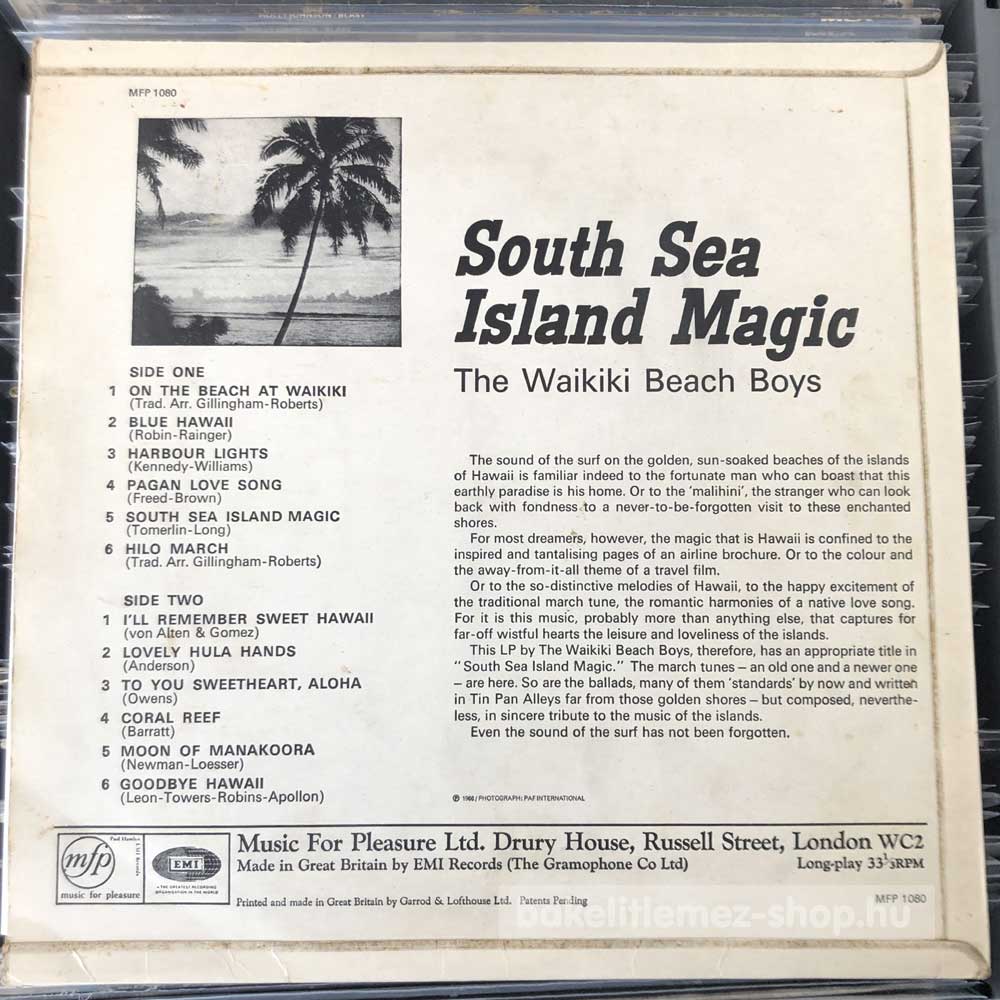 HOLLY JOHNSON / BLAST
MFP 1080
South Sea
Island Magic
The Waikiki Beach Boys
SIDE ONE
1 ON THE BEACH AT WAIKIKI
(Trad. Arr. Gillingham-Roberts)
2 BLUE HAWAII
(Robin-Rainger)
3 HARBOUR LIGHTS
(Kennedy-Williams)
4 PAGAN LOVE SONG
(Freed-Brown)
5 SOUTH SEA ISLAND MAGIC
(Tomerlin-Long)
6 HILO MARCH
(Trad. Arr. Gillingham-Roberts)
SIDE TWO
1 I'LL REMEMBER SWEET HAWAII
(von Alten & Gomez)
2 LOVELY HULA HANDS
(Anderson)
3 TO YOU SWEETHEART, ALOHA
(Owens)
4 CORAL REEF
(Barratt)
5 MOON OF MANAKOORA
(Newman-Loesser)
6 GOODBYE HAWAII
(Leon-Towers-Robins-Apollon)
The sound of the surf on the golden, sun-soaked beaches of the islands
of Hawaii is familiar indeed to the fortunate man who can boast that this
earthly paradise is his home. Or to the 'malihini', the stranger who can look
back with fondness to a never-to-be-forgotten visit to these enchanted
shores.
For most dreamers, however, the magic that is Hawaii is confined to the
inspired and tantalising pages of an airline brochure. Or to the colour and
the away-from-it-all theme of a travel film.
Or to the so-distinctive melodies of Hawaii, to the happy excitement of
the traditional march tune, the romantic harmonies of a native love song.
For it is this music, probably more than anything else, that captures for
far-off wistful hearts the leisure and loveliness of the islands.
This LP by The Waikiki Beach Boys, therefore, has an appropriate title in
"South Sea Island Magic." The march tunes – an old one and a newer one
– are here. So are the ballads, many of them 'standards' by now and written
in Tin Pan Alleys far from those golden shores – but composed, neverthe-
less, in sincere tribute to the music of the islands.
Even the sound of the surf has not been forgotten.
℗ 1966 / PHOTOGRAPH: PAF INTERNATIONAL
mfp
Paul Hamlyn
EMI Records
music for pleasure
EMI
THE GREATEST RECORDING
ORGANISATION IN THE WORLD
Music For Pleasure Ltd. Drury House, Russell Street, London WC2
Made in Great Britain by EMI Records (The Gramophone Co Ltd)
Long-play 33⅓RPM
Printed and made in Great Britain by Garrod & Lofthouse Ltd. Patents Pending
MFP 1080
bakelitlemez-shop.hu